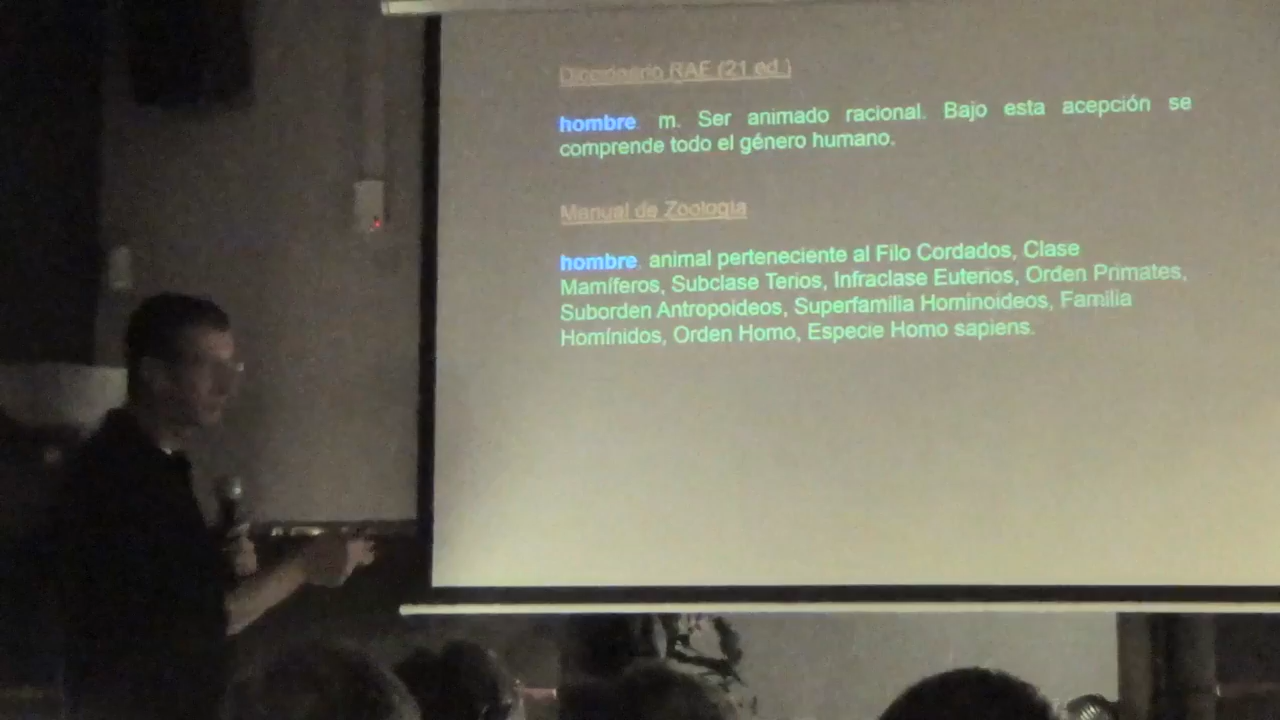 Diccionario RAE (21 ed.)
hombre. m. Ser animado racional. Bajo esta acepción se
comprende todo el género humano.
Manual de Zoología
hombre. animal perteneciente al Filo Cordados, Clase
Mamíferos, Subclase Terios, Infraclase Euterios, Orden Primates,
Suborden Antropoideos, Superfamilia Hominoideos, Familia
Homínidos, Orden Homo, Especie Homo sapiens.